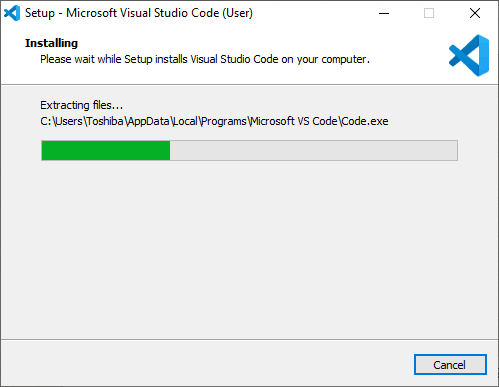 Setup - Microsoft Visual Studio Code (User)
Installing
Please wait while Setup installs Visual Studio Code on your computer.
Extracting files...
C:\Users\Toshiba\AppData\Local\Programs\Microsoft VS Code\Code.exe
Cancel